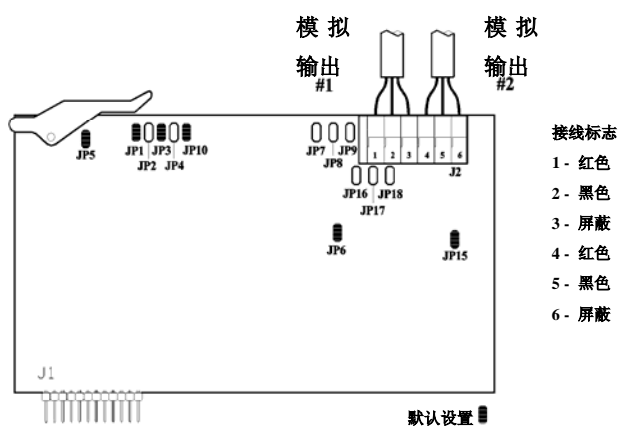 模 拟
输出
#1
模 拟
输出
#2
接线标志
1 - 红色
2 - 黑色
3 - 屏蔽
4 - 红色
5 - 黑色
6 - 屏蔽
JP5
JP1 JP3 JP10
JP2 JP4
JP7 JP9
JP8
1 2 3 4 5 6
J2
JP16 JP18
JP17
JP6
JP15
J1
默认设置